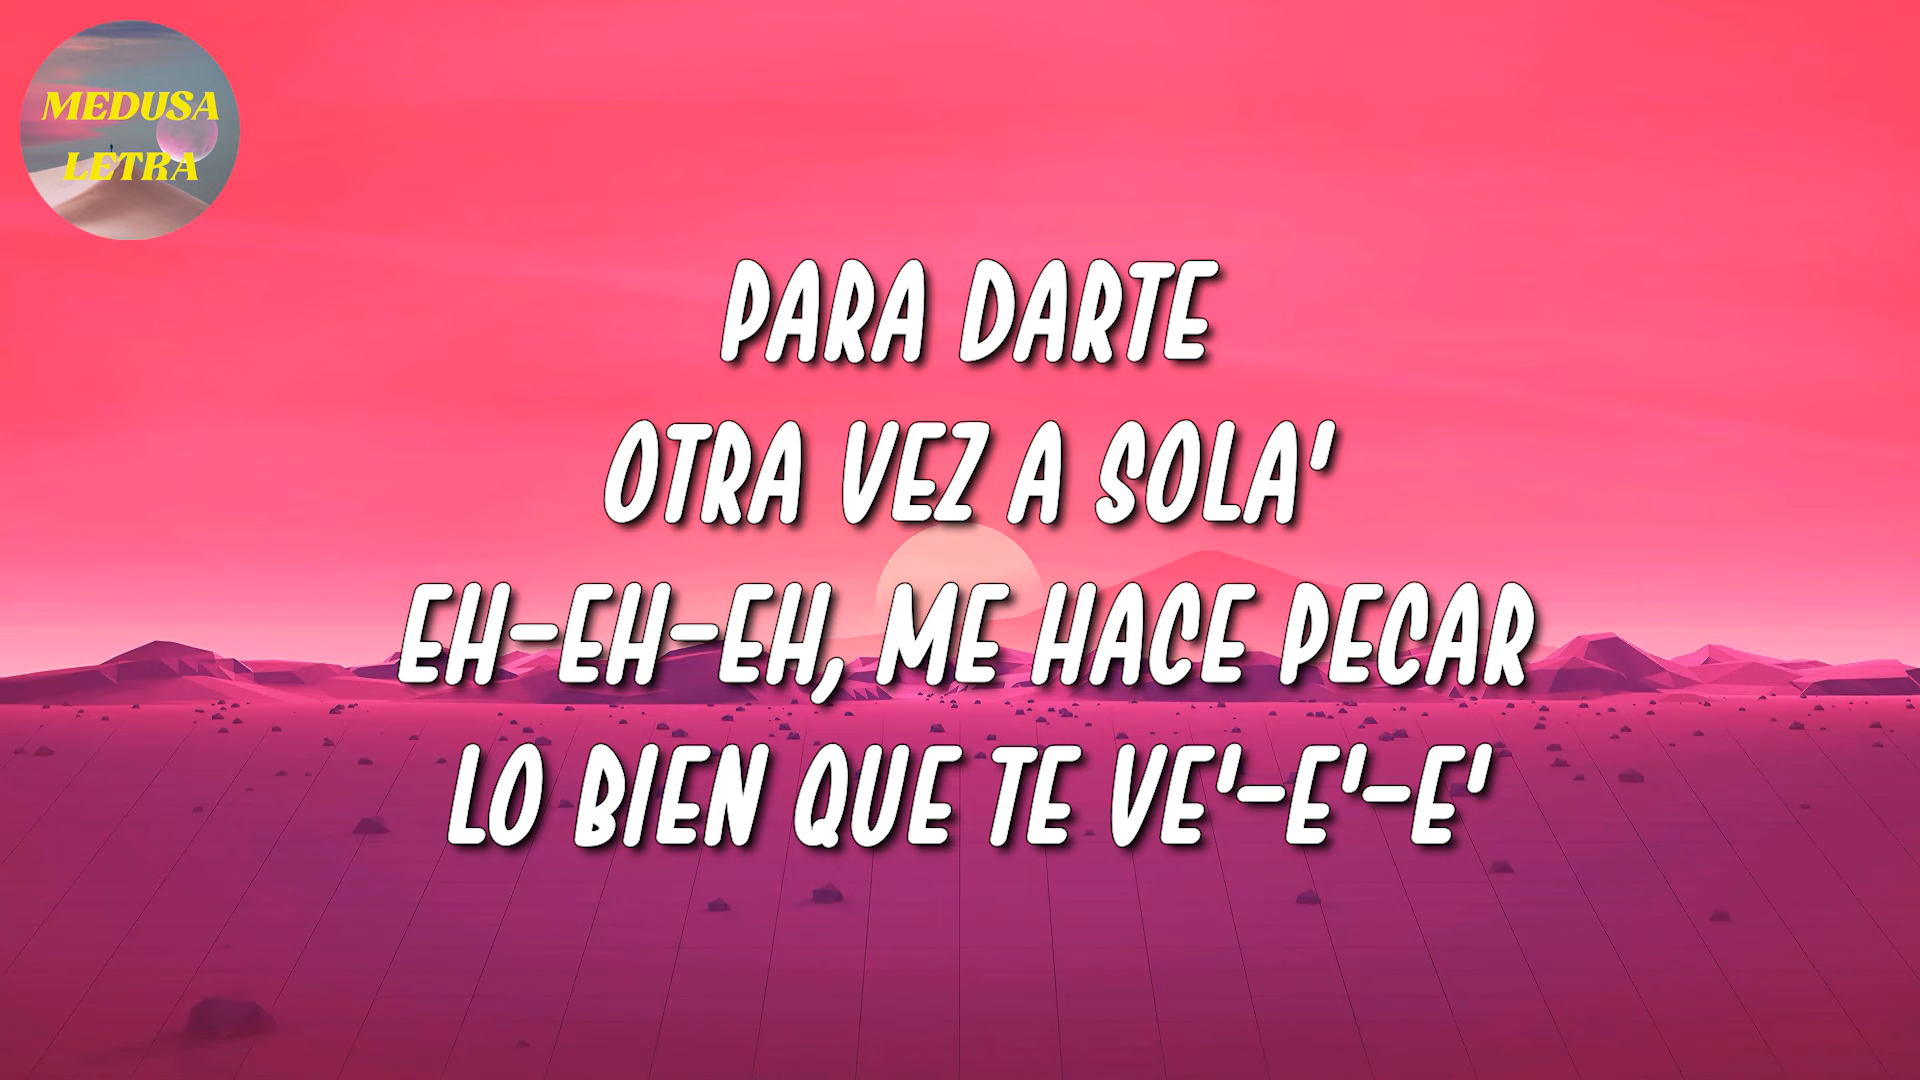 MEDUSA
LETRA
PARA DARTE
OTRA VEZ A SOLA'
EH-EH-EH, ME HACE PECAR
LO BIEN QUE TE VE'-E'-E'